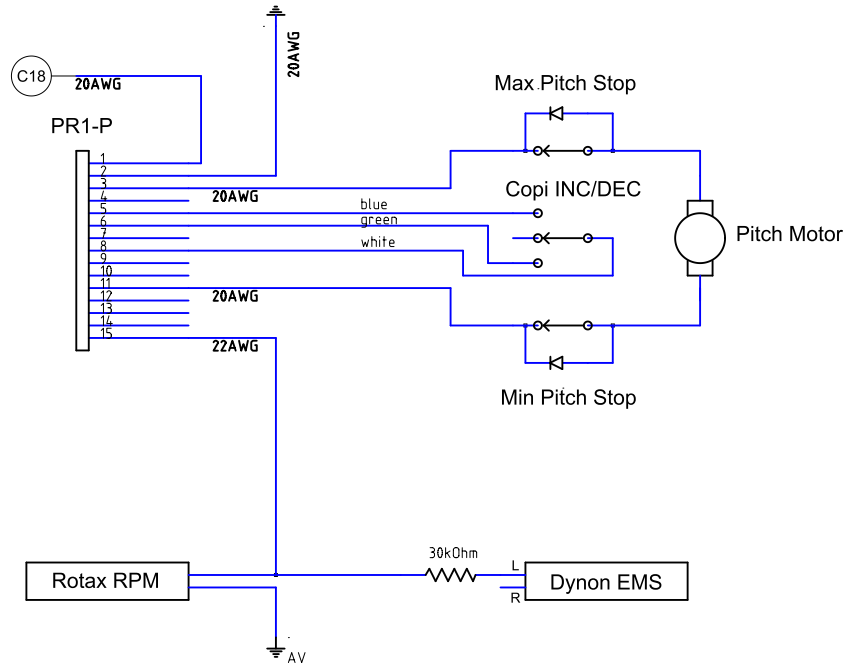 20AWG
C18
20AWG
PR1-P
Max Pitch Stop
1
2
3
20AWG
4
Copi INC/DEC
blue
5
green
6
7
white
8
9
10
11
20AWG
12
13
14
15
22AWG
Pitch Motor
Min Pitch Stop
30kOhm
Rotax RPM
L
R
Dynon EMS
AV